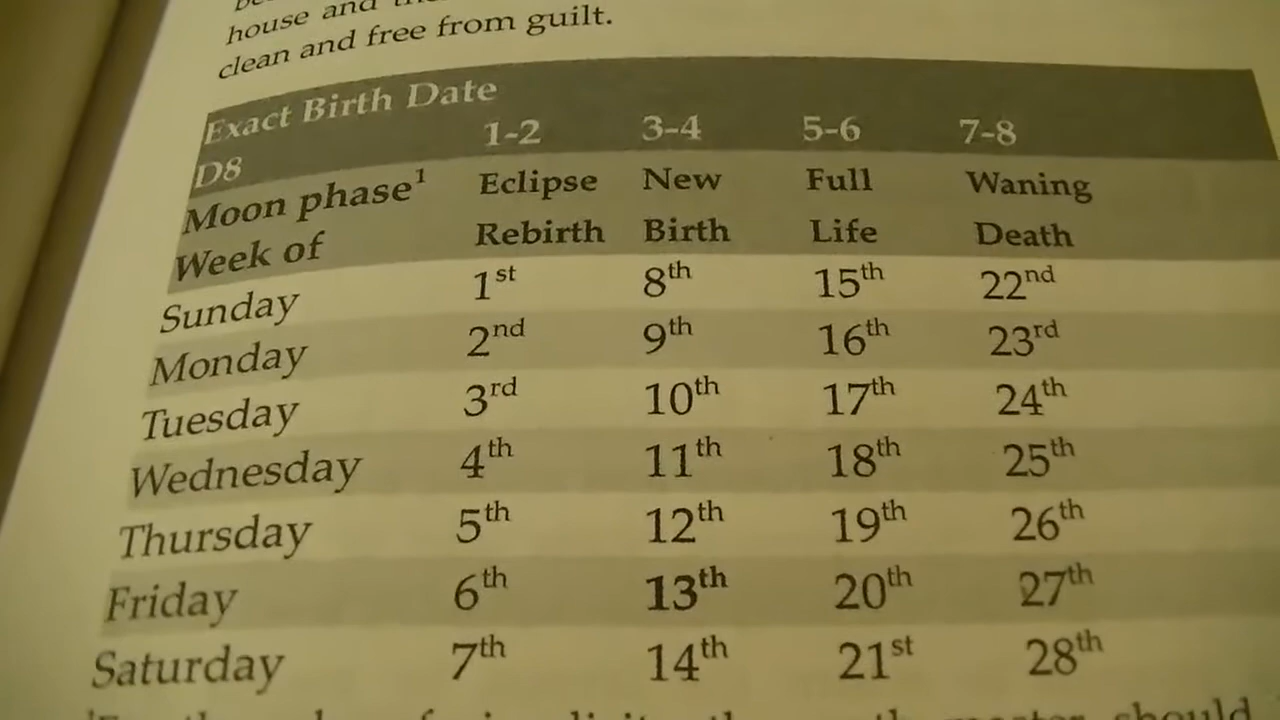 house and
clean and free from guilt.
Exact Birth Date
D8 1-2 3-4 5-6 7-8
Moon phase¹ Eclipse New Full Waning
Week of Rebirth Birth Life Death
Sunday 1st 8th 15th 22nd
Monday 2nd 9th 16th 23rd
Tuesday 3rd 10th 17th 24th
Wednesday 4th 11th 18th 25th
Thursday 5th 12th 19th 26th
Friday 6th 13th 20th 27th
Saturday 7th 14th 21st 28th
should